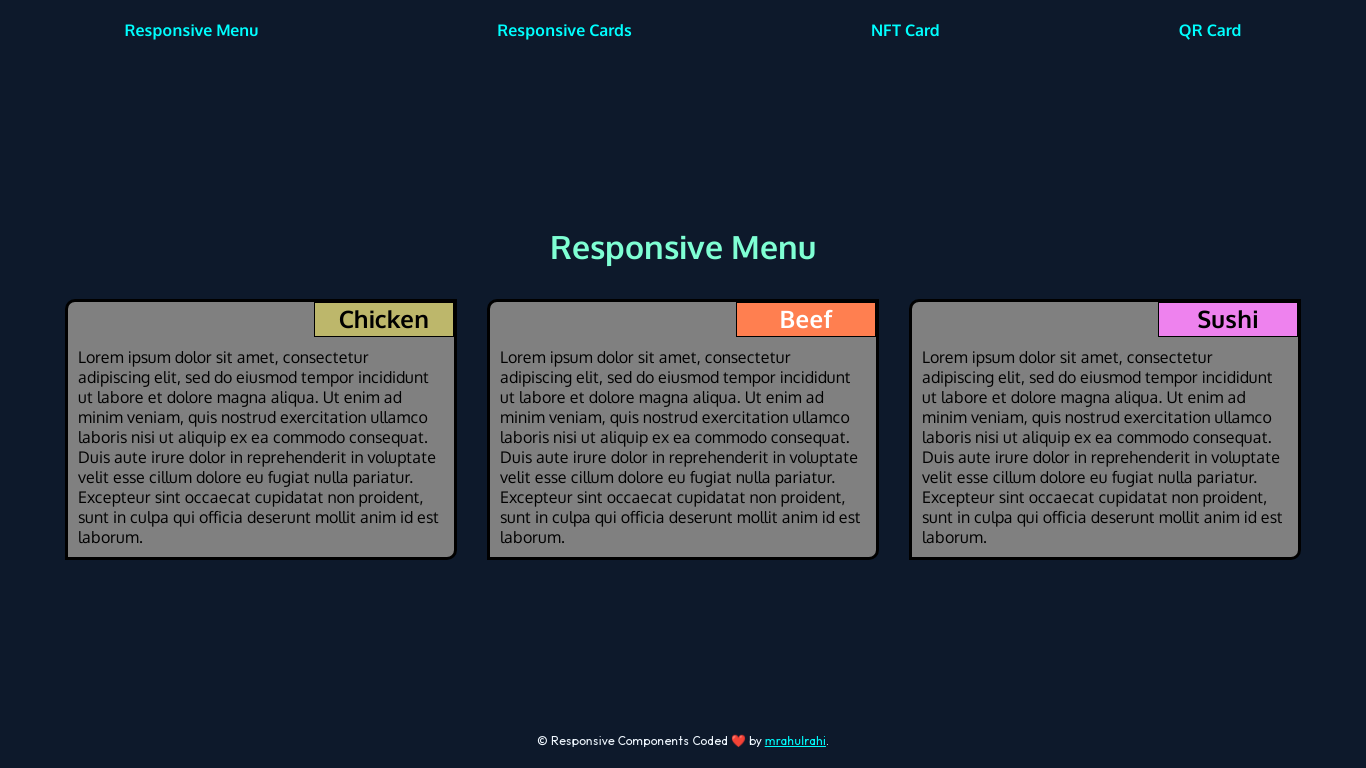 Responsive Menu Responsive Cards NFT Card QR Card
Responsive Menu
Chicken
Lorem ipsum dolor sit amet, consectetur
adipiscing elit, sed do eiusmod tempor incididunt
ut labore et dolore magna aliqua. Ut enim ad
minim veniam, quis nostrud exercitation ullamco
laboris nisi ut aliquip ex ea commodo consequat.
Duis aute irure dolor in reprehenderit in voluptate
velit esse cillum dolore eu fugiat nulla pariatur.
Excepteur sint occaecat cupidatat non proident,
sunt in culpa qui officia deserunt mollit anim id est
laborum.
Beef
Lorem ipsum dolor sit amet, consectetur
adipiscing elit, sed do eiusmod tempor incididunt
ut labore et dolore magna aliqua. Ut enim ad
minim veniam, quis nostrud exercitation ullamco
laboris nisi ut aliquip ex ea commodo consequat.
Duis aute irure dolor in reprehenderit in voluptate
velit esse cillum dolore eu fugiat nulla pariatur.
Excepteur sint occaecat cupidatat non proident,
sunt in culpa qui officia deserunt mollit anim id est
laborum.
Sushi
Lorem ipsum dolor sit amet, consectetur
adipiscing elit, sed do eiusmod tempor incididunt
ut labore et dolore magna aliqua. Ut enim ad
minim veniam, quis nostrud exercitation ullamco
laboris nisi ut aliquip ex ea commodo consequat.
Duis aute irure dolor in reprehenderit in voluptate
velit esse cillum dolore eu fugiat nulla pariatur.
Excepteur sint occaecat cupidatat non proident,
sunt in culpa qui officia deserunt mollit anim id est
laborum.
© Responsive Components Coded ❤️ by mrahulrahi.